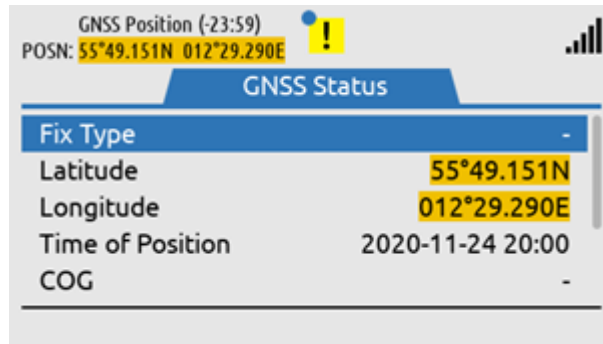 GNSS Position (-23:59)
POSN: 55°49.151N 012°29.290E
!
GNSS Status
Fix Type -
Latitude 55°49.151N
Longitude 012°29.290E
Time of Position 2020-11-24 20:00
COG -